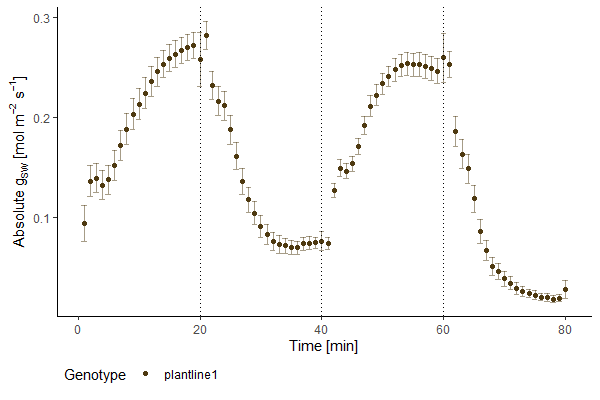 Absolute g_sw [mol m⁻² s⁻¹]
0.3
0.2
0.1
0 20 40 60 80
Time [min]
Genotype plantline1